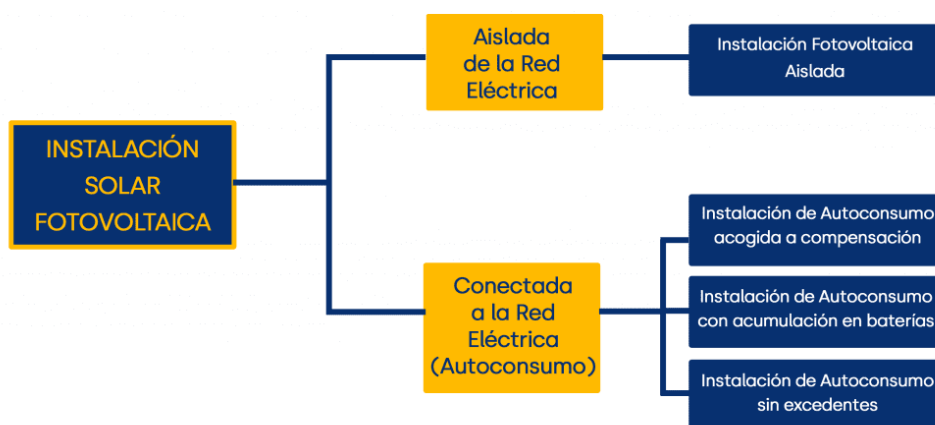 INSTALACIÓN
SOLAR
FOTOVOLTAICA
Aislada
de la Red
Eléctrica
Instalación Fotovoltaica
Aislada
Conectada
a la Red
Eléctrica
(Autoconsumo)
Instalación de Autoconsumo
acogida a compensación
Instalación de Autoconsumo
con acumulación en baterías
Instalación de Autoconsumo
sin excedentes